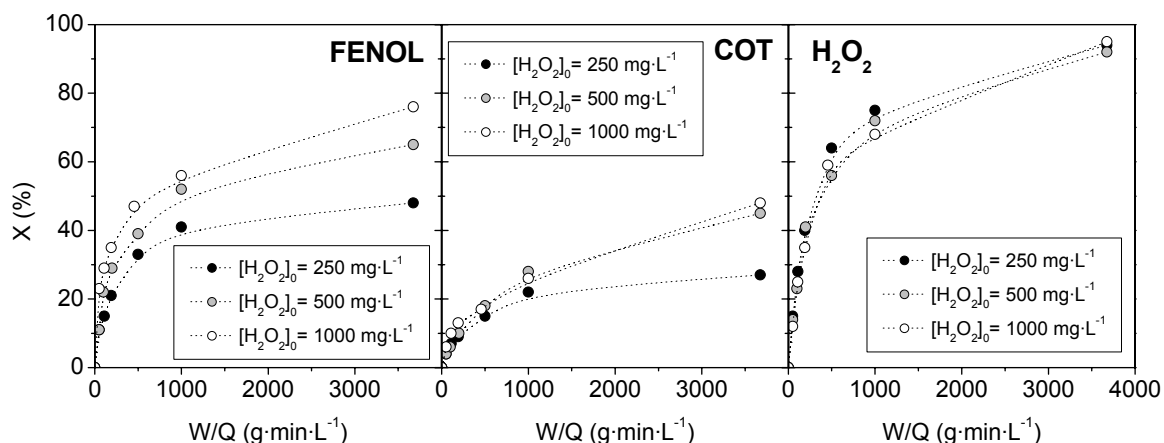 100
80
60
40
20
0
X (%)
FENOL
[H₂O₂]₀= 250 mg·L⁻¹
[H₂O₂]₀= 500 mg·L⁻¹
[H₂O₂]₀= 1000 mg·L⁻¹
0 1000 2000 3000
W/Q (g·min·L⁻¹)
COT
[H₂O₂]₀= 250 mg·L⁻¹
[H₂O₂]₀= 500 mg·L⁻¹
[H₂O₂]₀= 1000 mg·L⁻¹
0 1000 2000 3000
W/Q (g·min·L⁻¹)
H₂O₂
[H₂O₂]₀= 250 mg·L⁻¹
[H₂O₂]₀= 500 mg·L⁻¹
[H₂O₂]₀= 1000 mg·L⁻¹
0 1000 2000 3000 4000
W/Q (g·min·L⁻¹)